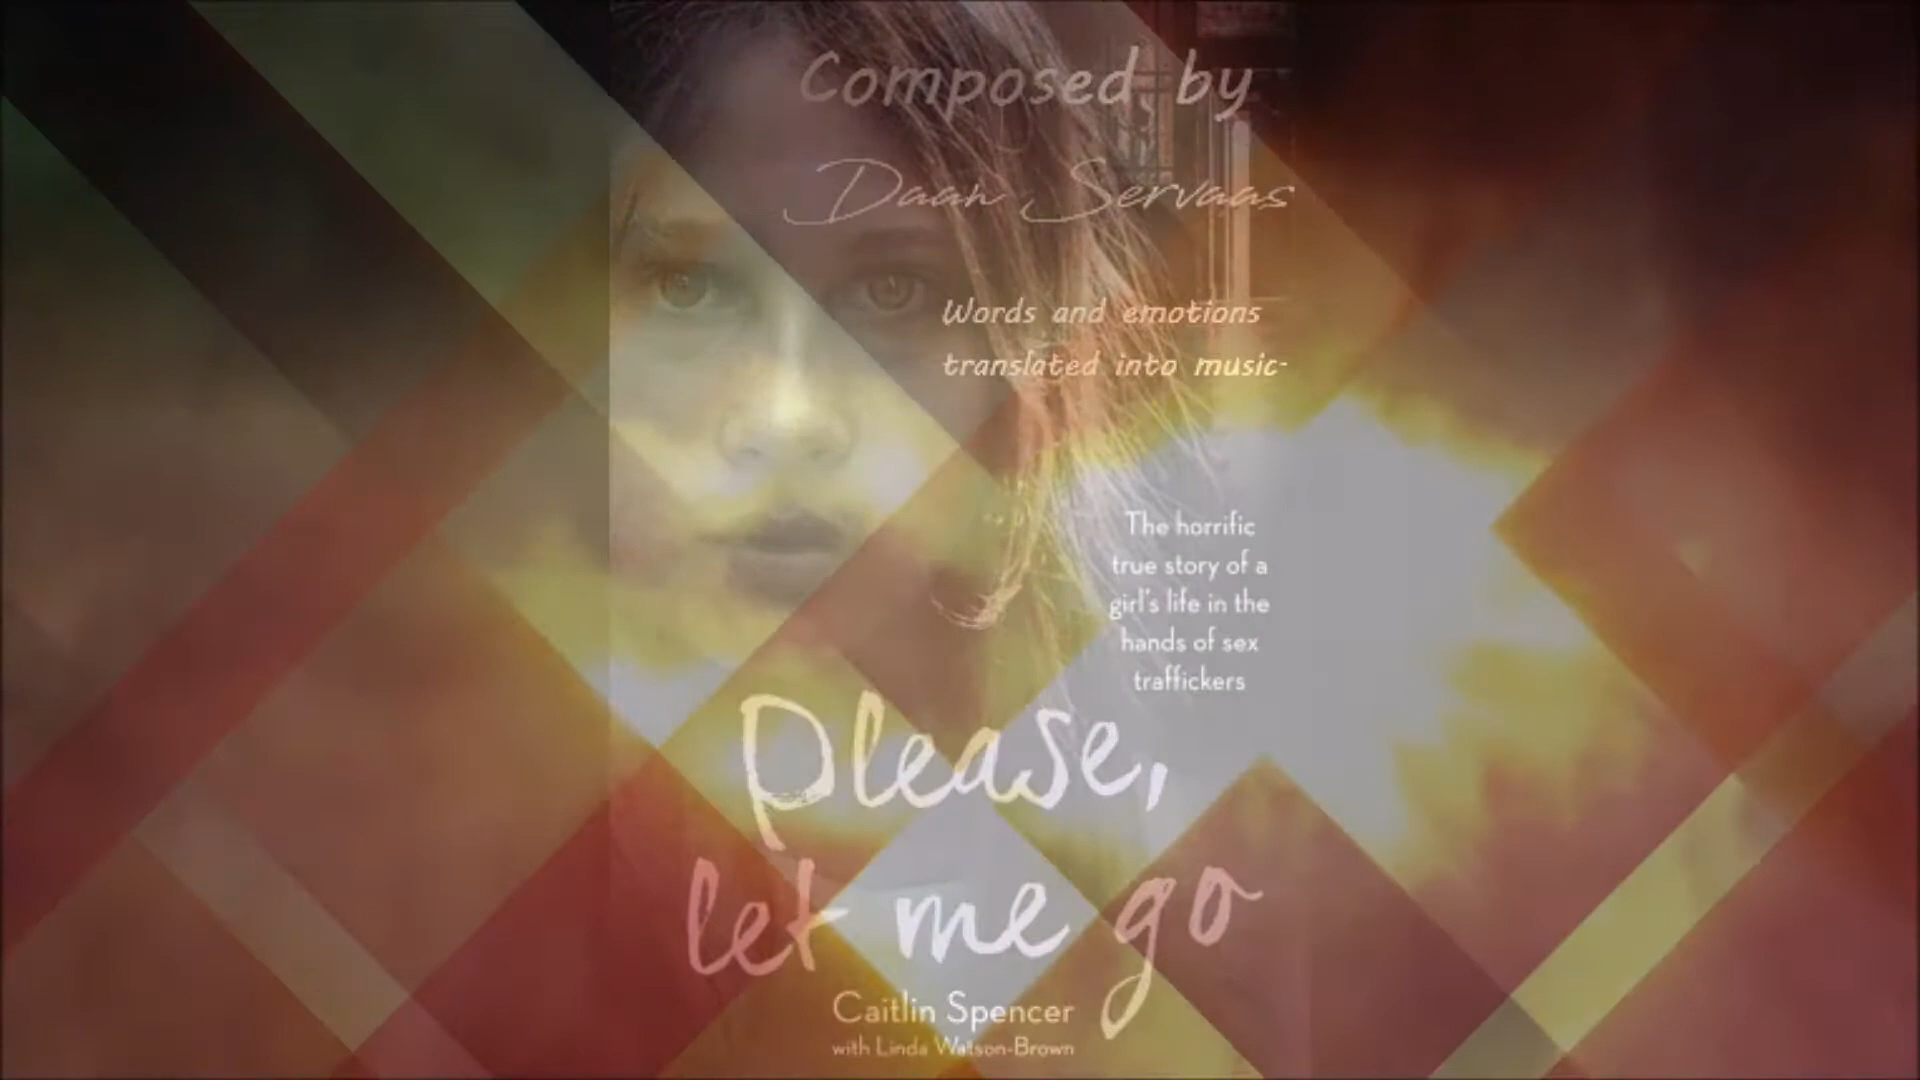 Composed by
Daan Servaas
Words and emotions
translated into music-
The horrific
true story of a
girl's life in the
hands of sex
traffickers
Please,
let me go
Caitlin Spencer
with Linda Watson-Brown